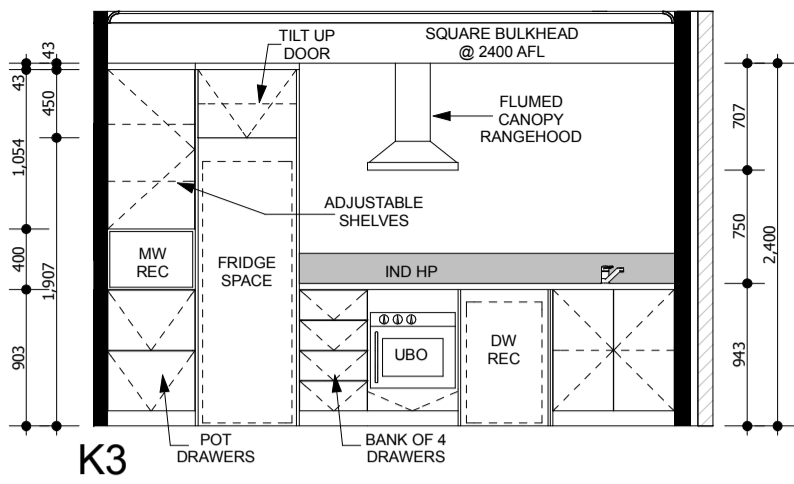 TILT UP
DOOR
SQUARE BULKHEAD
@ 2400 AFL
FLUMED
CANOPY
RANGEHOOD
ADJUSTABLE
SHELVES
MW
REC
FRIDGE
SPACE
IND HP
UBO
DW
REC
POT
DRAWERS
BANK OF 4
DRAWERS
K3
43
43
1,054
400
903
450
1,907
707
750
943
2,400